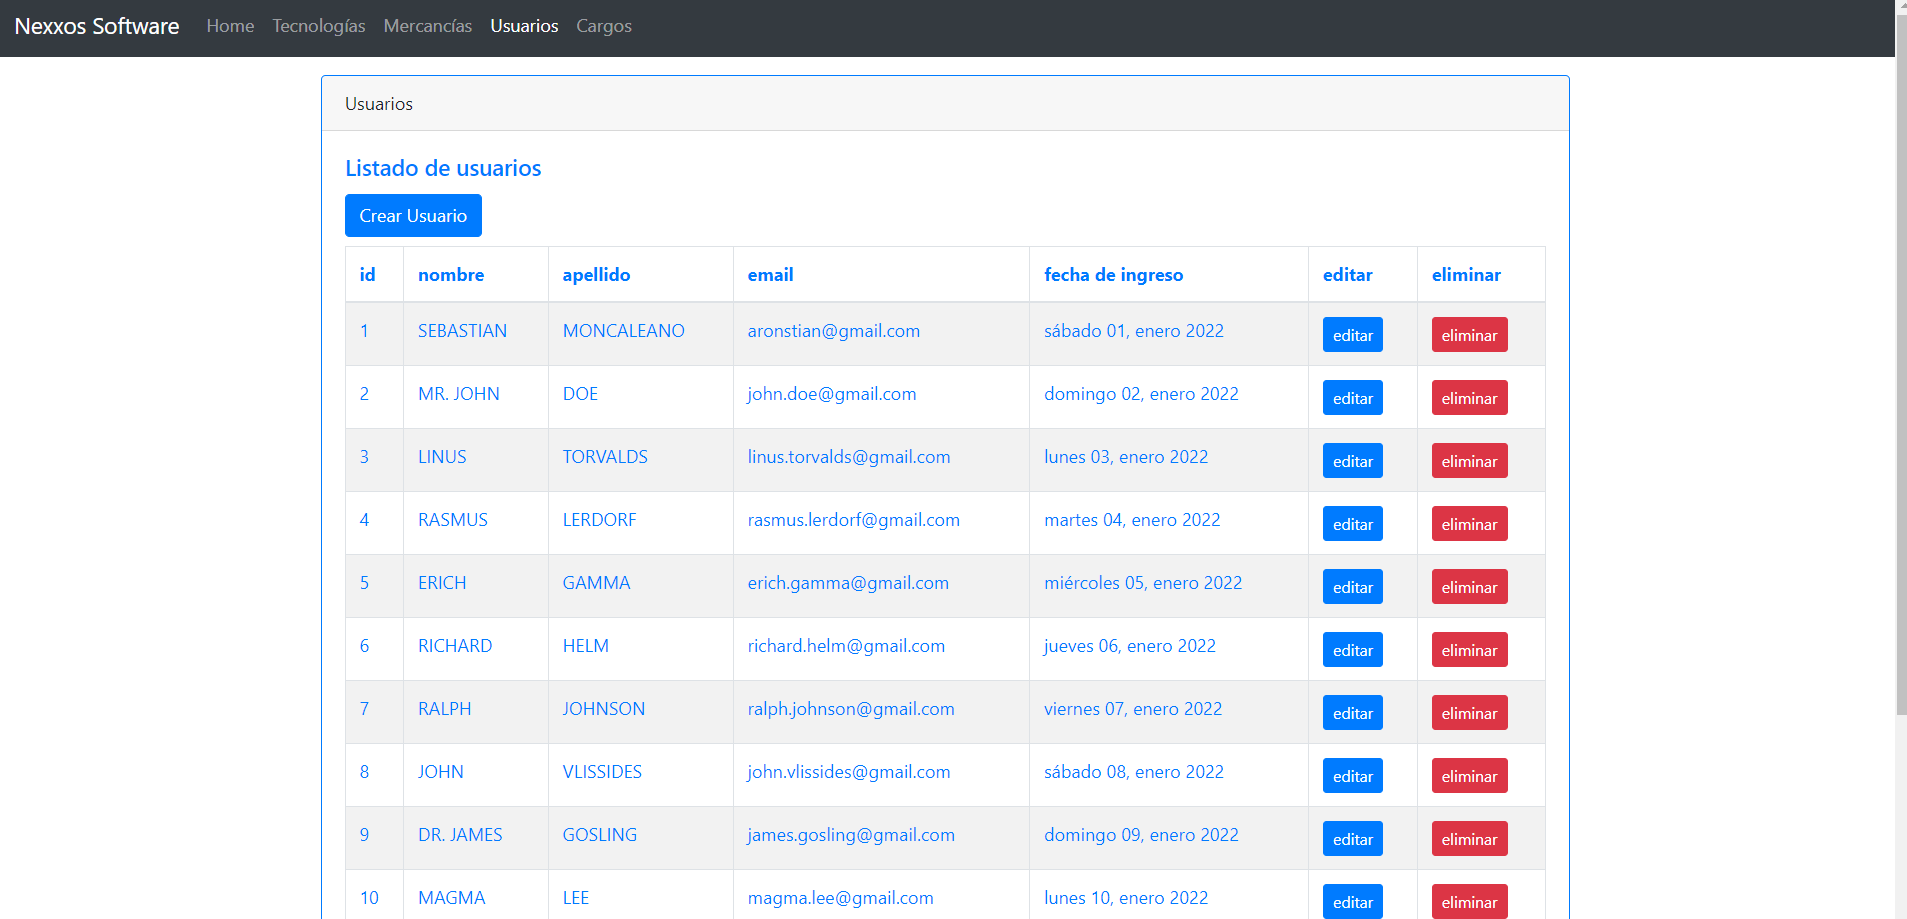 Nexxos Software Home Tecnologías Mercancías Usuarios Cargos
Usuarios
Listado de usuarios
Crear Usuario
id nombre apellido email fecha de ingreso editar eliminar
1 SEBASTIAN MONCALEANO aronstian@gmail.com sábado 01, enero 2022 editar eliminar
2 MR. JOHN DOE john.doe@gmail.com domingo 02, enero 2022 editar eliminar
3 LINUS TORVALDS linus.torvalds@gmail.com lunes 03, enero 2022 editar eliminar
4 RASMUS LERDORF rasmus.lerdorf@gmail.com martes 04, enero 2022 editar eliminar
5 ERICH GAMMA erich.gamma@gmail.com miércoles 05, enero 2022 editar eliminar
6 RICHARD HELM richard.helm@gmail.com jueves 06, enero 2022 editar eliminar
7 RALPH JOHNSON ralph.johnson@gmail.com viernes 07, enero 2022 editar eliminar
8 JOHN VLISSIDES john.vlissides@gmail.com sábado 08, enero 2022 editar eliminar
9 DR. JAMES GOSLING james.gosling@gmail.com domingo 09, enero 2022 editar eliminar
10 MAGMA LEE magma.lee@gmail.com lunes 10, enero 2022 editar eliminar